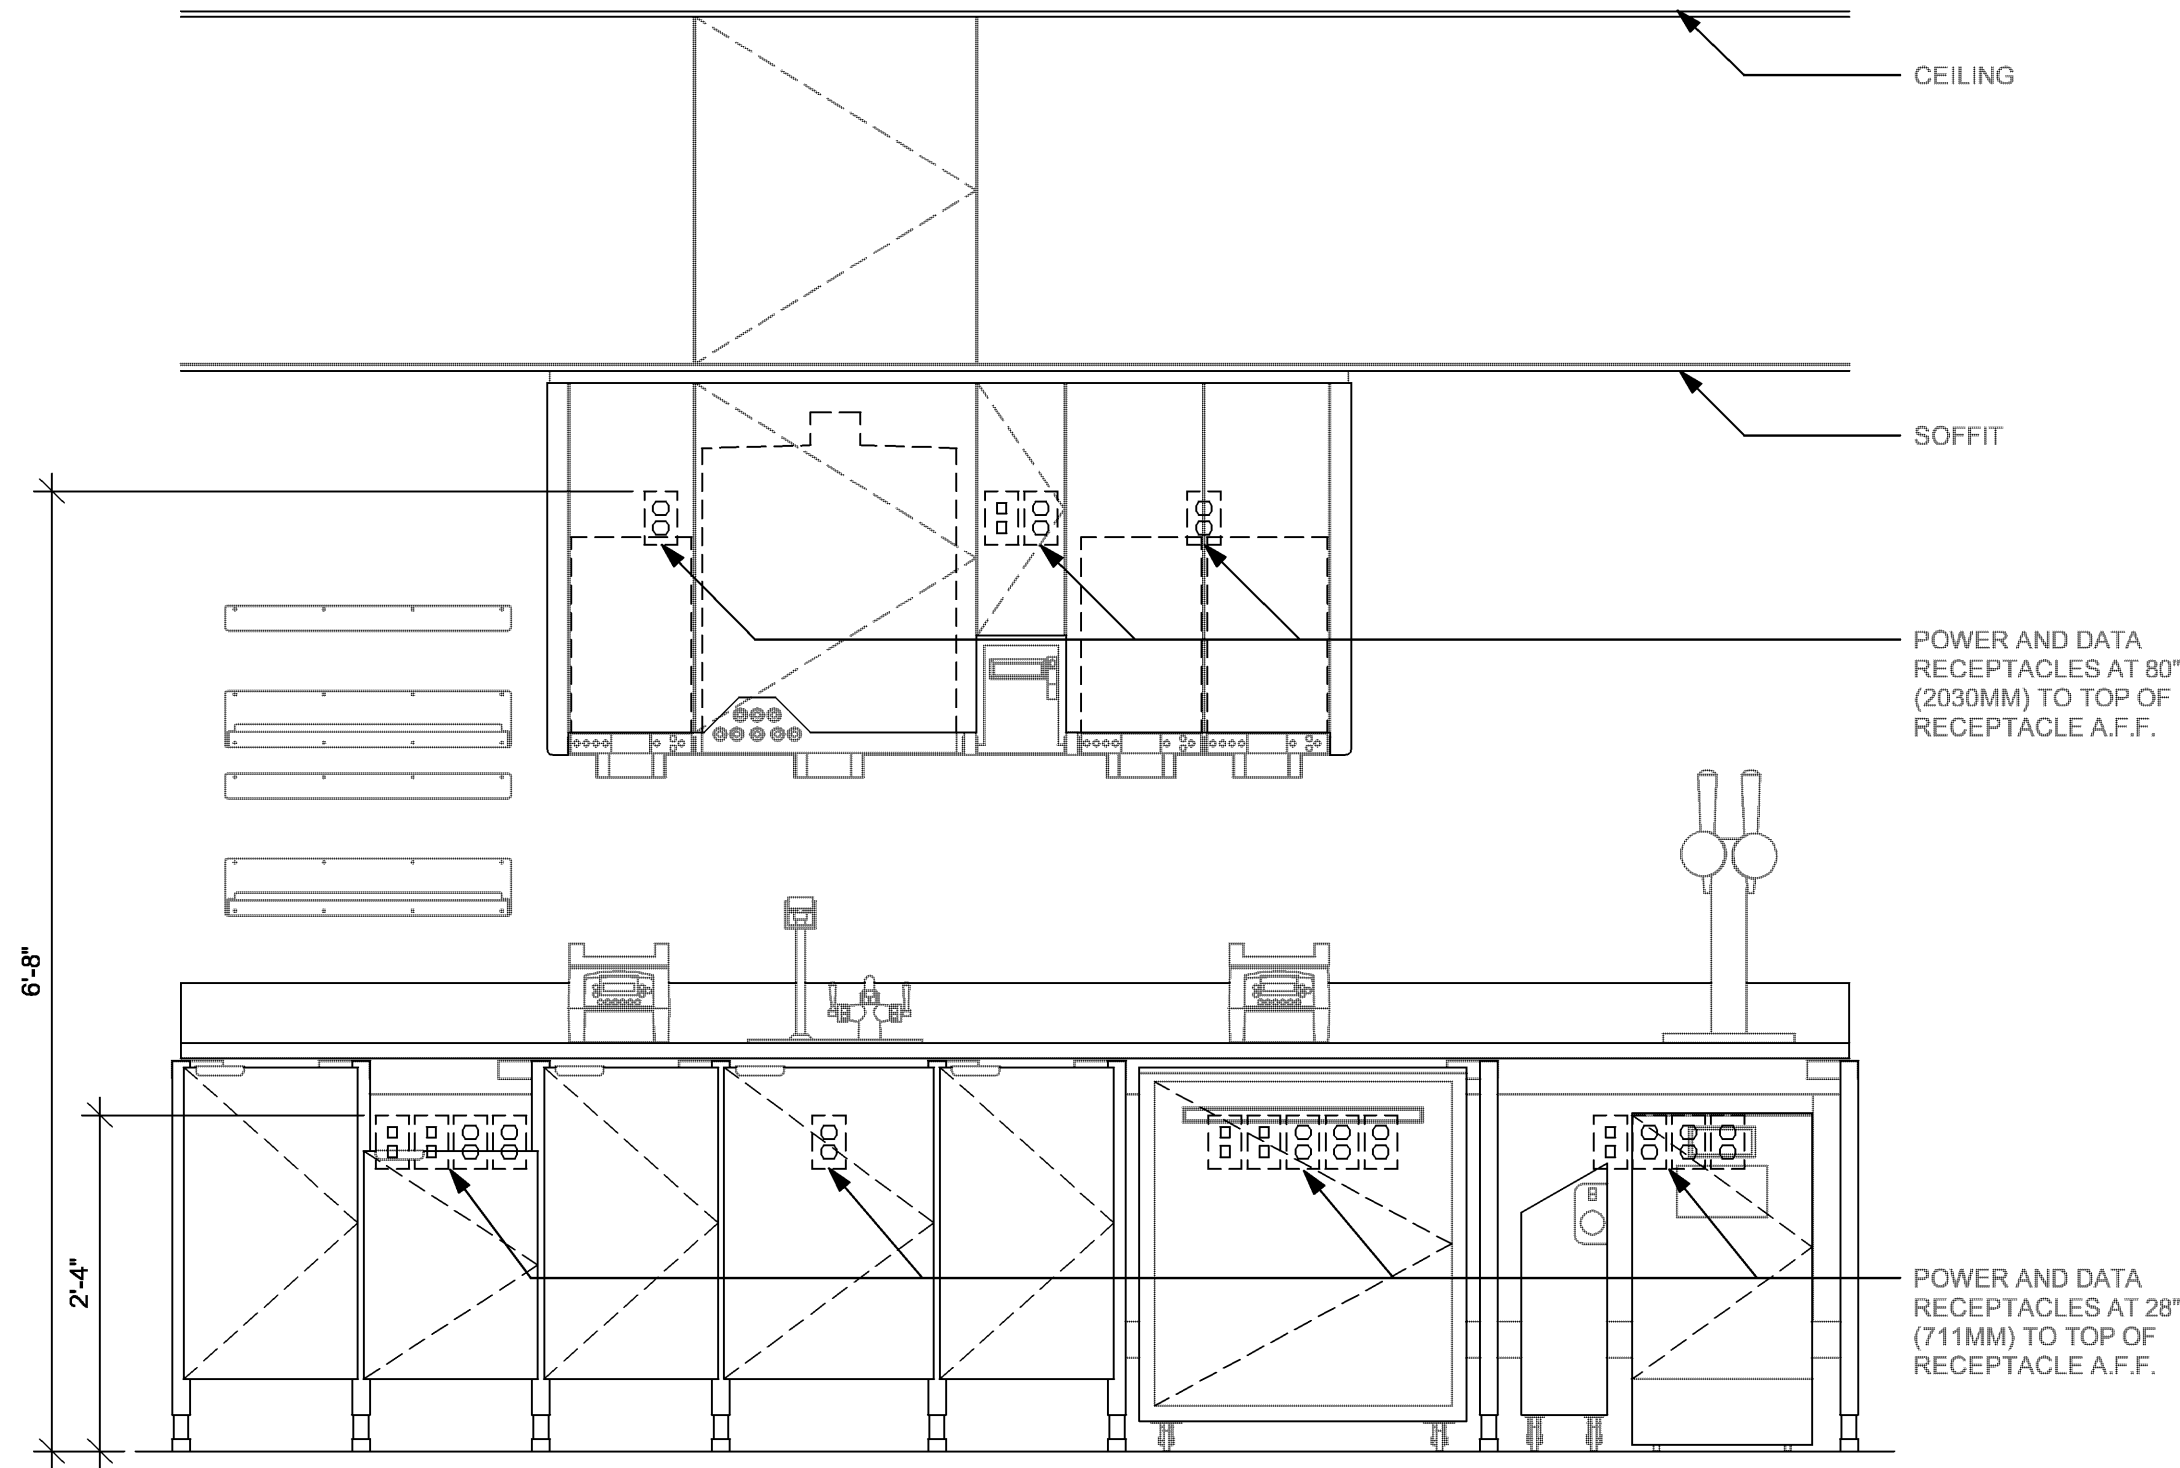 CEILING
SOFFIT
POWER AND DATA
RECEPTACLES AT 80"
(2030MM) TO TOP OF
RECEPTACLE A.F.F.
6'-8"
2'-4"
POWER AND DATA
RECEPTACLES AT 28"
(711MM) TO TOP OF
RECEPTACLE A.F.F.